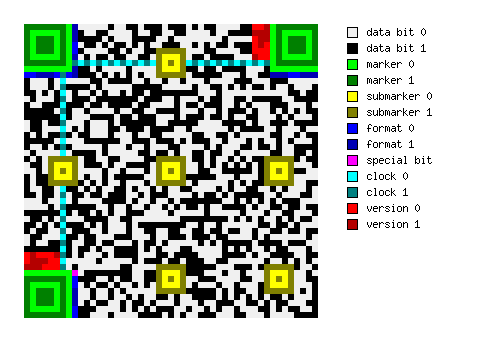 data bit 0
data bit 1
marker 0
marker 1
submarker 0
submarker 1
format 0
format 1
special bit
clock 0
clock 1
version 0
version 1